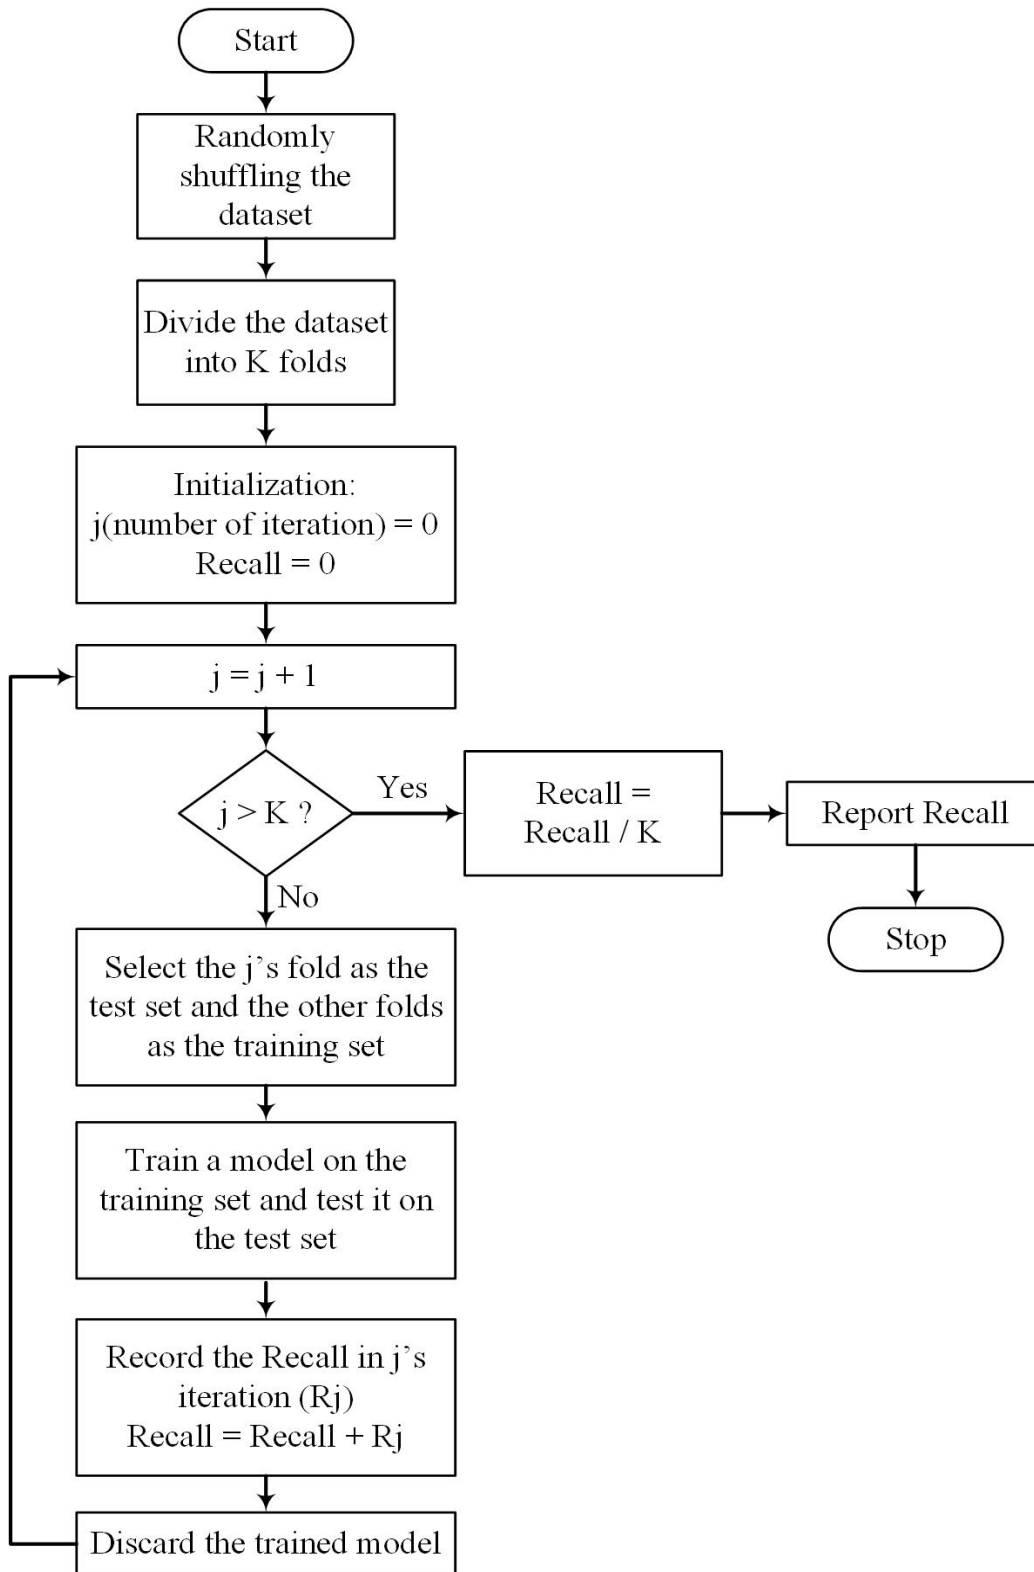 Start
Randomly
shuffling the
dataset
Divide the dataset
into K folds
Initialization:
j(number of iteration) = 0
Recall = 0
j = j + 1
j > K ?
Yes
Recall =
Recall / K
Report Recall
Stop
No
Select the j’s fold as the
test set and the other folds
as the training set
Train a model on the
training set and test it on
the test set
Record the Recall in j’s
iteration (Rj)
Recall = Recall + Rj
Discard the trained model